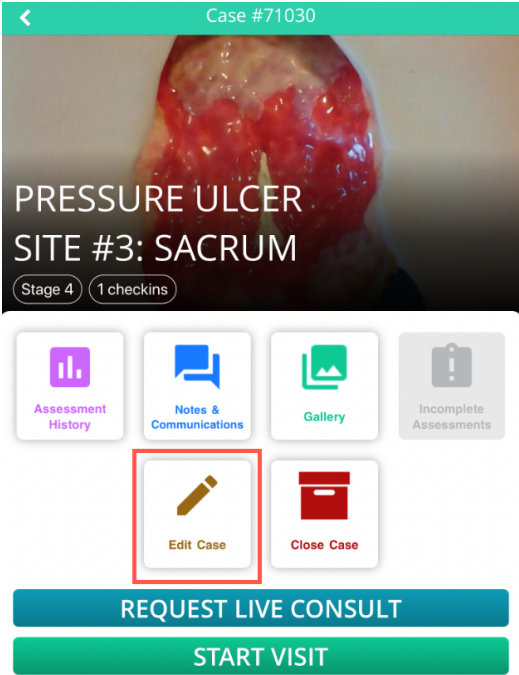 Case #71030
PRESSURE ULCER
SITE #3: SACRUM
Stage 4 1 checkins
Assessment
History
Notes &
Communications
Gallery
Incomplete
Assessments
Edit Case
Close Case
REQUEST LIVE CONSULT
START VISIT